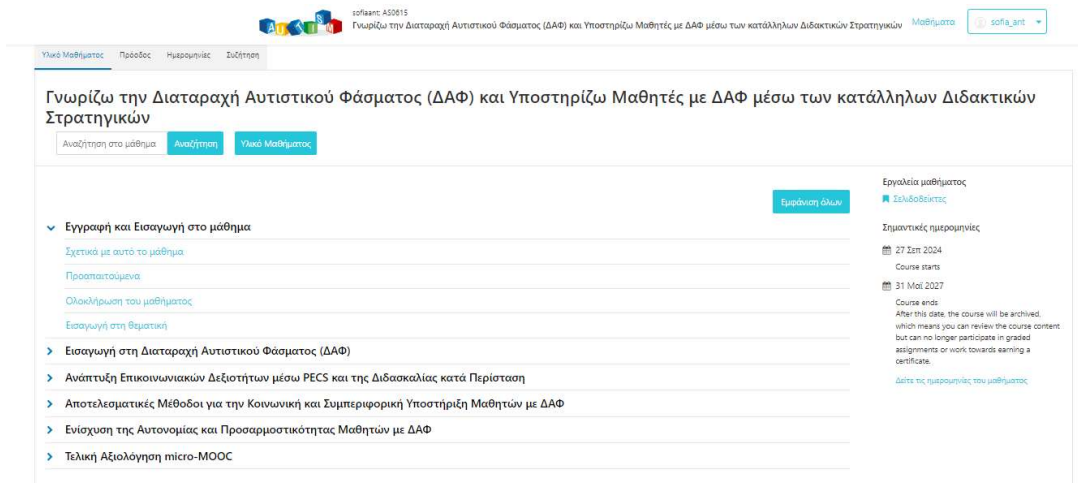 AUTISM
sofiaant: AS0615
Γνωρίζω την Διαταραχή Αυτιστικού Φάσματος (ΔΑΦ) και Υποστηρίζω Μαθητές με ΔΑΦ μέσω των κατάλληλων Διδακτικών Στρατηγικών
Μαθήματα
sofia_ant
Υλικό Μαθήματος
Πρόοδος
Ημερομηνίες
Συζήτηση
Γνωρίζω την Διαταραχή Αυτιστικού Φάσματος (ΔΑΦ) και Υποστηρίζω Μαθητές με ΔΑΦ μέσω των κατάλληλων Διδακτικών
Στρατηγικών
Αναζήτηση στο μάθημα
Αναζήτηση
Υλικό Μαθήματος
Εμφάνιση όλων
Εγγραφή και Εισαγωγή στο μάθημα
Σχετικά με αυτό το μάθημα
Προαπαιτούμενα
Ολοκλήρωση του μαθήματος
Εισαγωγή στη θεματική
Εισαγωγή στη Διαταραχή Αυτιστικού Φάσματος (ΔΑΦ)
Ανάπτυξη Επικοινωνιακών Δεξιοτήτων μέσω PECS και της Διδασκαλίας κατά Περίσταση
Αποτελεσματικές Μέθοδοι για την Κοινωνική και Συμπεριφορική Υποστήριξη Μαθητών με ΔΑΦ
Ενίσχυση της Αυτονομίας και Προσαρμοστικότητας Μαθητών με ΔΑΦ
Τελική Αξιολόγηση micro-MOOC
Εργαλεία μαθήματος
Σελιδοδείκτες
Σημαντικές ημερομηνίες
27 Σεπ 2024
Course starts
31 Μαΐ 2027
Course ends
After this date, the course will be archived,
which means you can review the course content
but can no longer participate in graded
assignments or work towards earning a
certificate.
Δείτε τις ημερομηνίες του μαθήματος